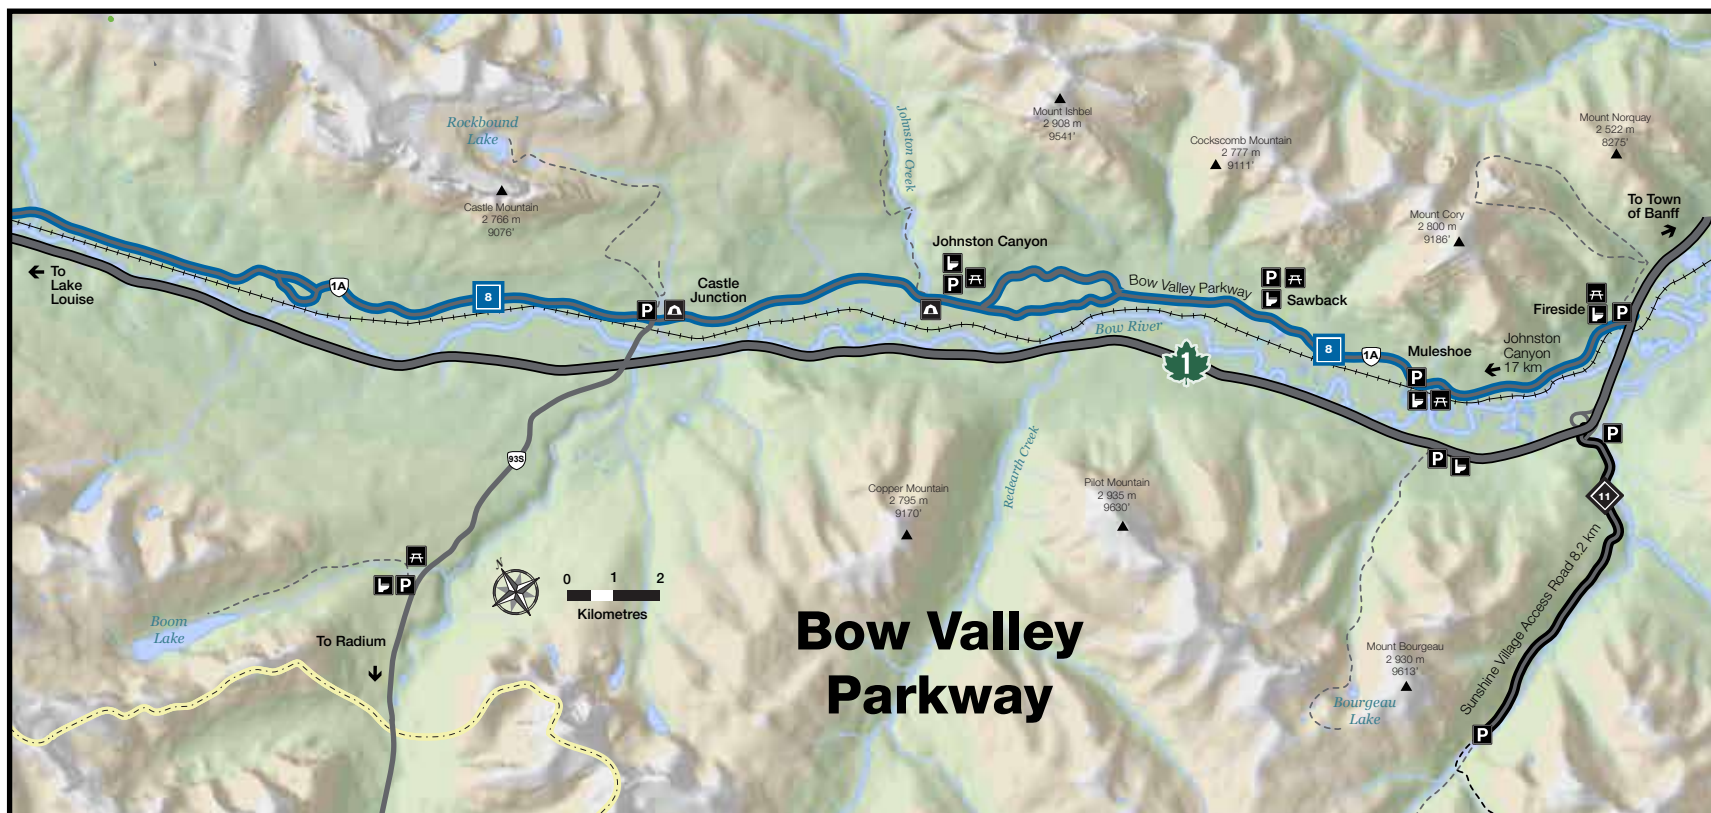 Rockbound
Lake
Castle Mountain
2 766 m
9076'
Johnston Creek
Mount Ishbel
2 908 m
9541'
Cockscomb Mountain
2 777 m
9111'
Mount Norquay
2 522 m
8275'
Mount Cory
2 800 m
9186'
To Town
of Banff
To
Lake
Louise
1A
8
P
Castle
Junction
Johnston Canyon
P
Bow Valley Parkway
P
Sawback
Fireside
P
Bow River
1
8
1A
Muleshoe
P
Johnston
Canyon
17 km
93S
Redearth Creek
Copper Mountain
2 795 m
9170'
Pilot Mountain
2 935 m
9630'
P
P
11
Sunshine Village Access Road 8.2 km
P
Boom
Lake
To Radium
N
0 1 2
Kilometres
Bow Valley
Parkway
Mount Bourgeau
2 930 m
9613'
Bourgeau
Lake
P